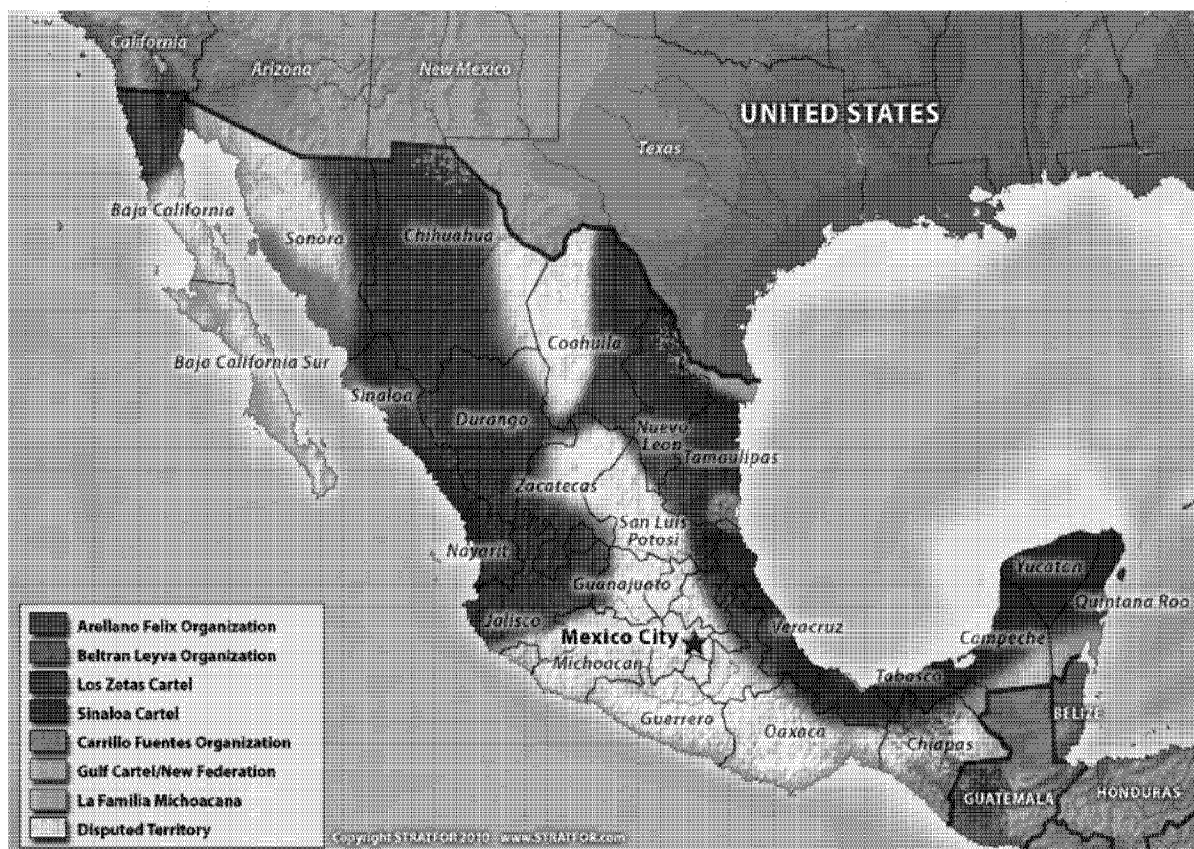 California
Arizona
New Mexico
UNITED STATES
Texas
Baja California
Sonora
Chihuahua
Coahuila
Baja California Sur
Sinaloa
Durango
Nuevo
Leon
Tamaulipas
Zacatecas
San Luis
Potosi
Nayarit
Guanajuato
Yucatan
Quintana Roo
Jalisco
Mexico City
Veracruz
Campeche
Michoacan
Tabasco
Guerrero
Oaxaca
Chiapas
BELIZE
GUATEMALA
HONDURAS
Arellano Felix Organization
Beltran Leyva Organization
Los Zetas Cartel
Sinaloa Cartel
Carrillo Fuentes Organization
Gulf Cartel/New Federation
La Familia Michoacana
Disputed Territory
Copyright STRATFOR 2010 - www.STRATFOR.com